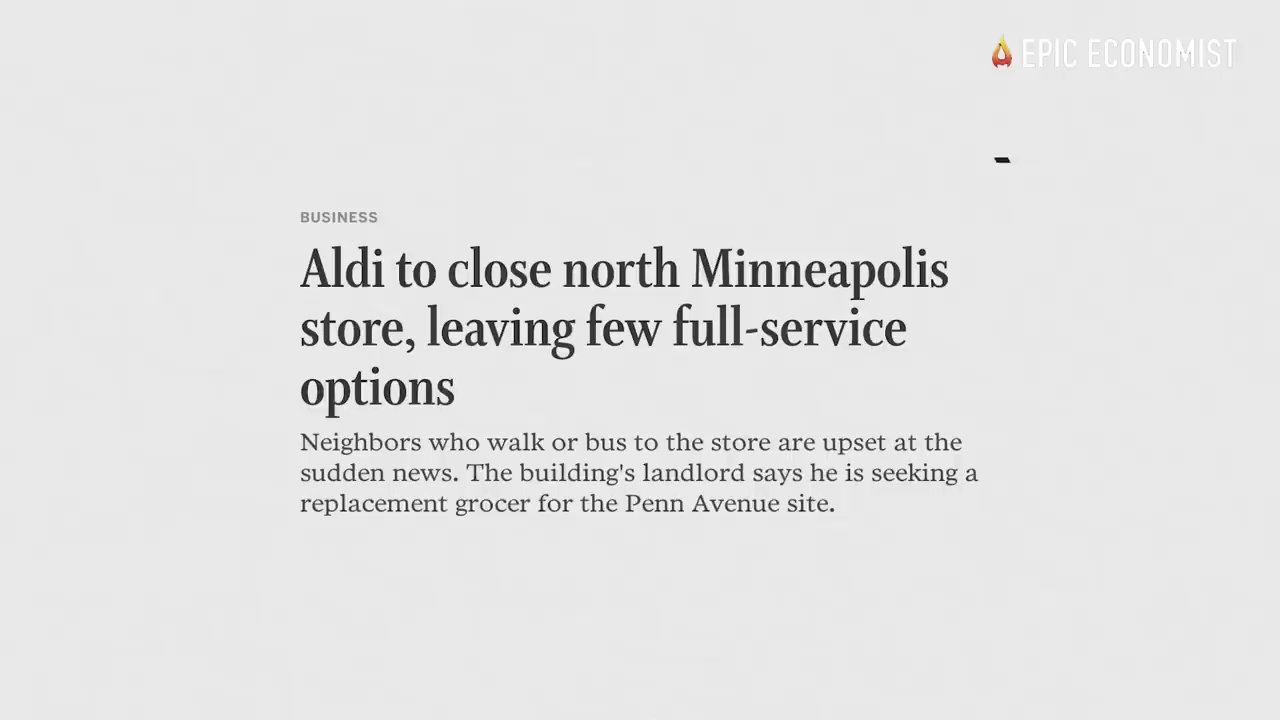 EPIC ECONOMIST
BUSINESS
Aldi to close north Minneapolis
store, leaving few full-service
options
Neighbors who walk or bus to the store are upset at the
sudden news. The building's landlord says he is seeking a
replacement grocer for the Penn Avenue site.